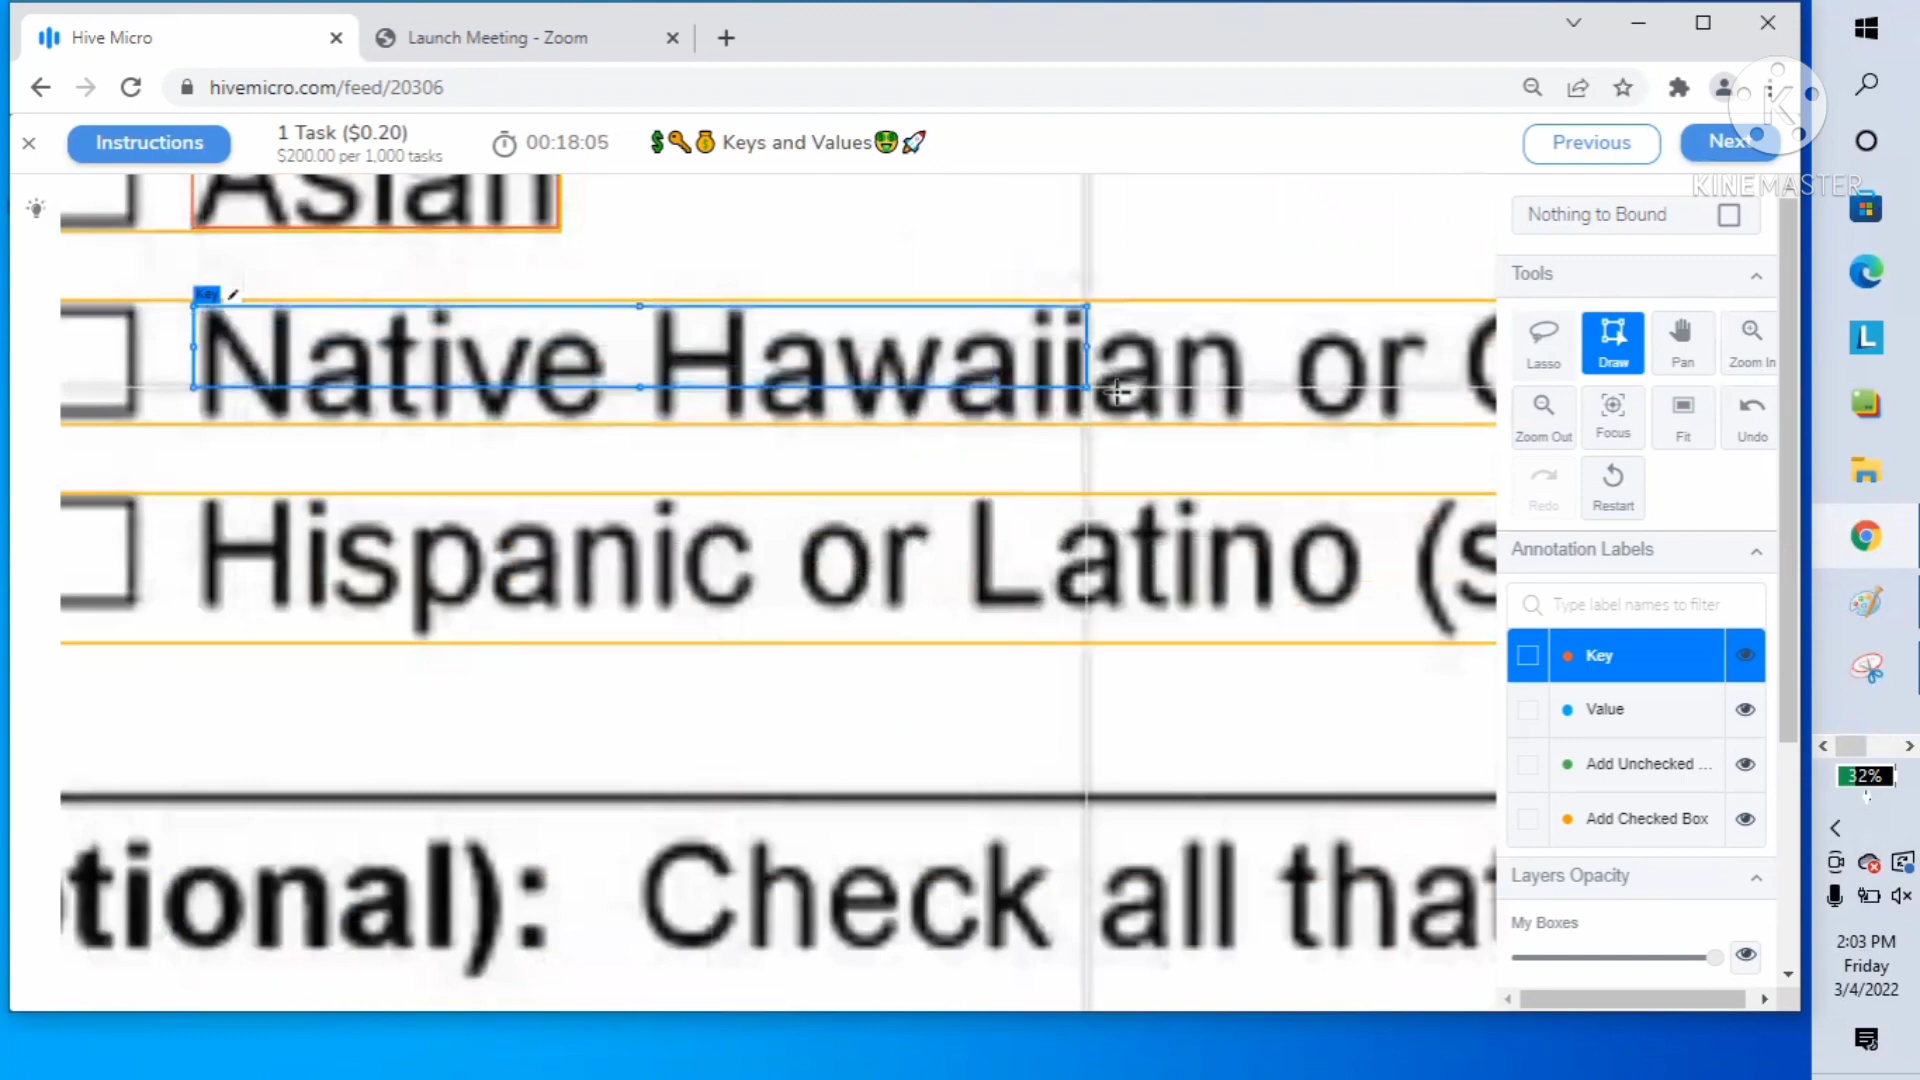 Hive Micro
Launch Meeting - Zoom
hivemicro.com/feed/20306
Instructions
1 Task ($0.20)
$200.00 per 1,000 tasks
00:18:05
Keys and Values
Previous
Next
K
KINEMASTER
Asian
Key
Native Hawaiian or
Hispanic or Latino (s
tional): Check all that
Nothing to Bound
Tools
Lasso
Draw
Pan
Zoom In
Zoom Out
Focus
Fit
Undo
Redo
Restart
Annotation Labels
Type label names to filter
Key
Value
Add Unchecked ...
Add Checked Box
Layers Opacity
My Boxes
L
32%
2:03 PM
Friday
3/4/2022